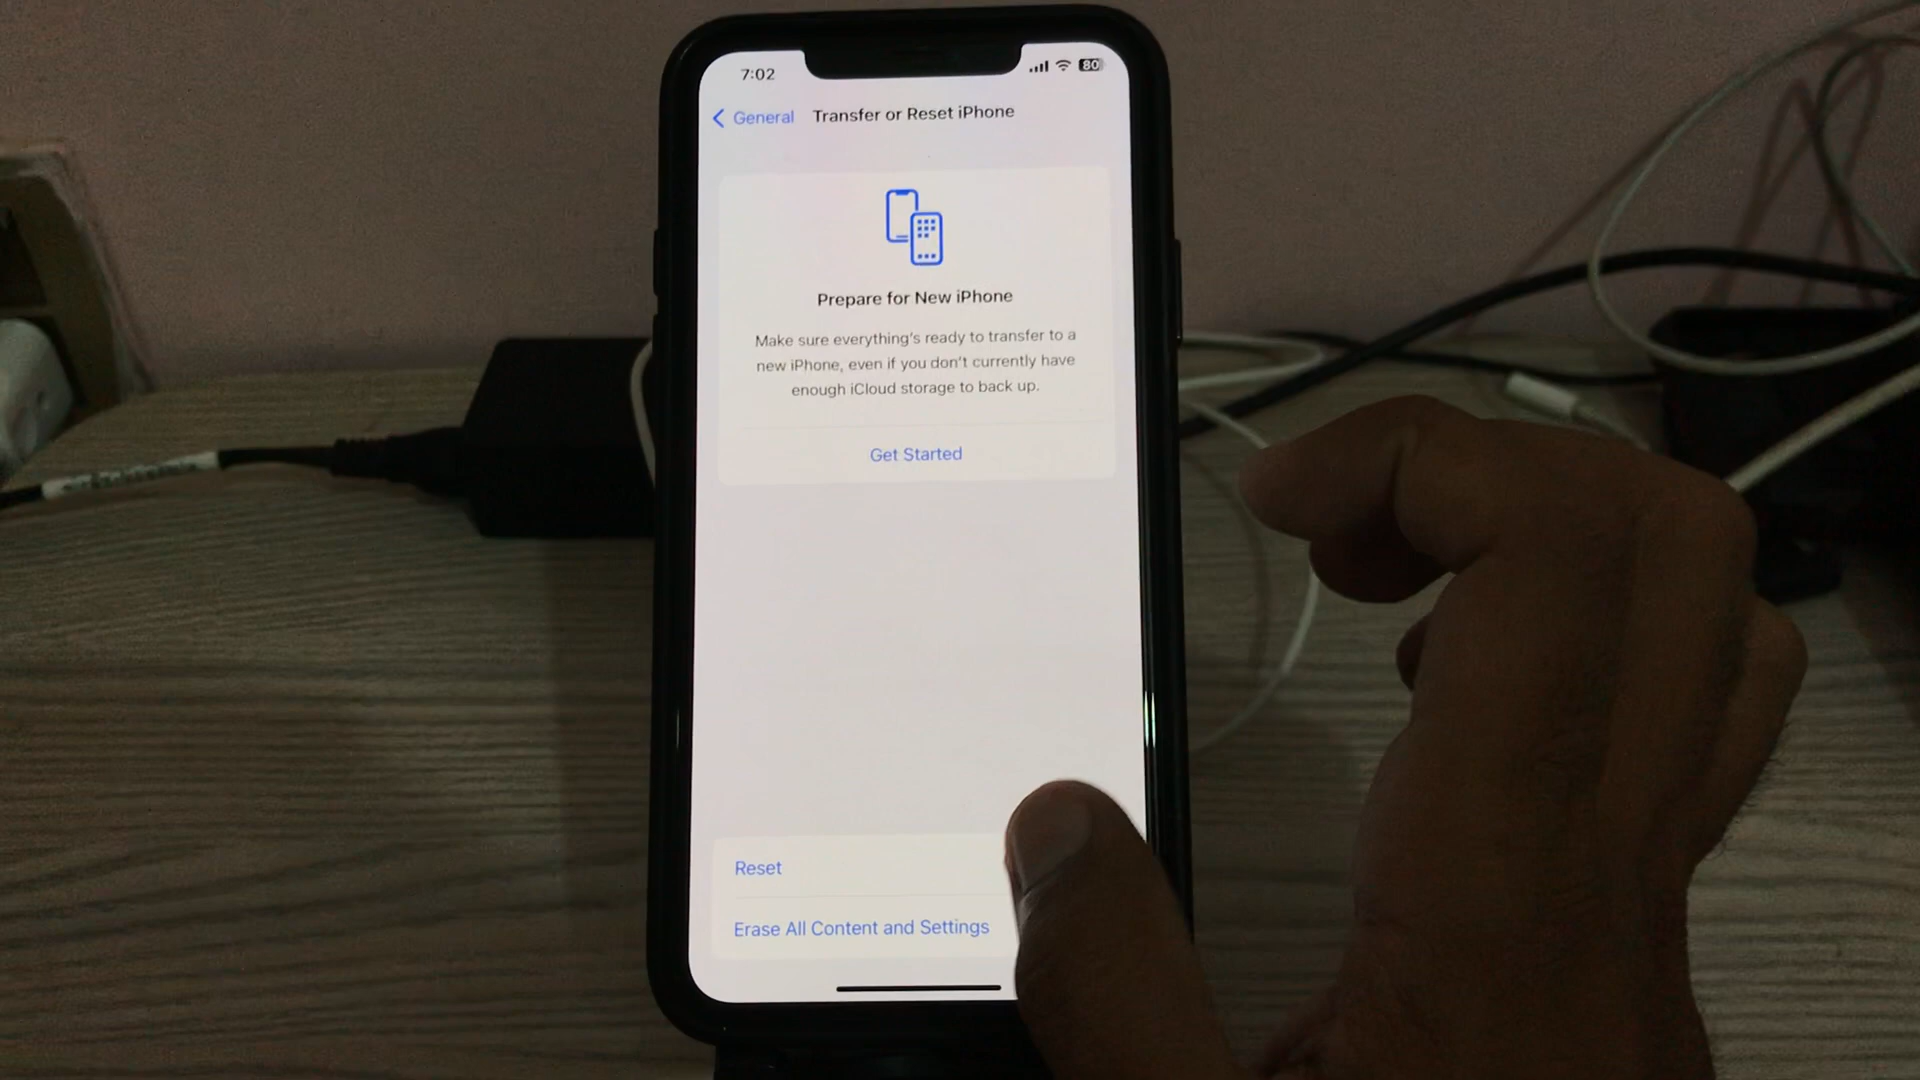 7:02
80
General
Transfer or Reset iPhone
Prepare for New iPhone
Make sure everything's ready to transfer to a
new iPhone, even if you don't currently have
enough iCloud storage to back up.
Get Started
Reset
Erase All Content and Settings